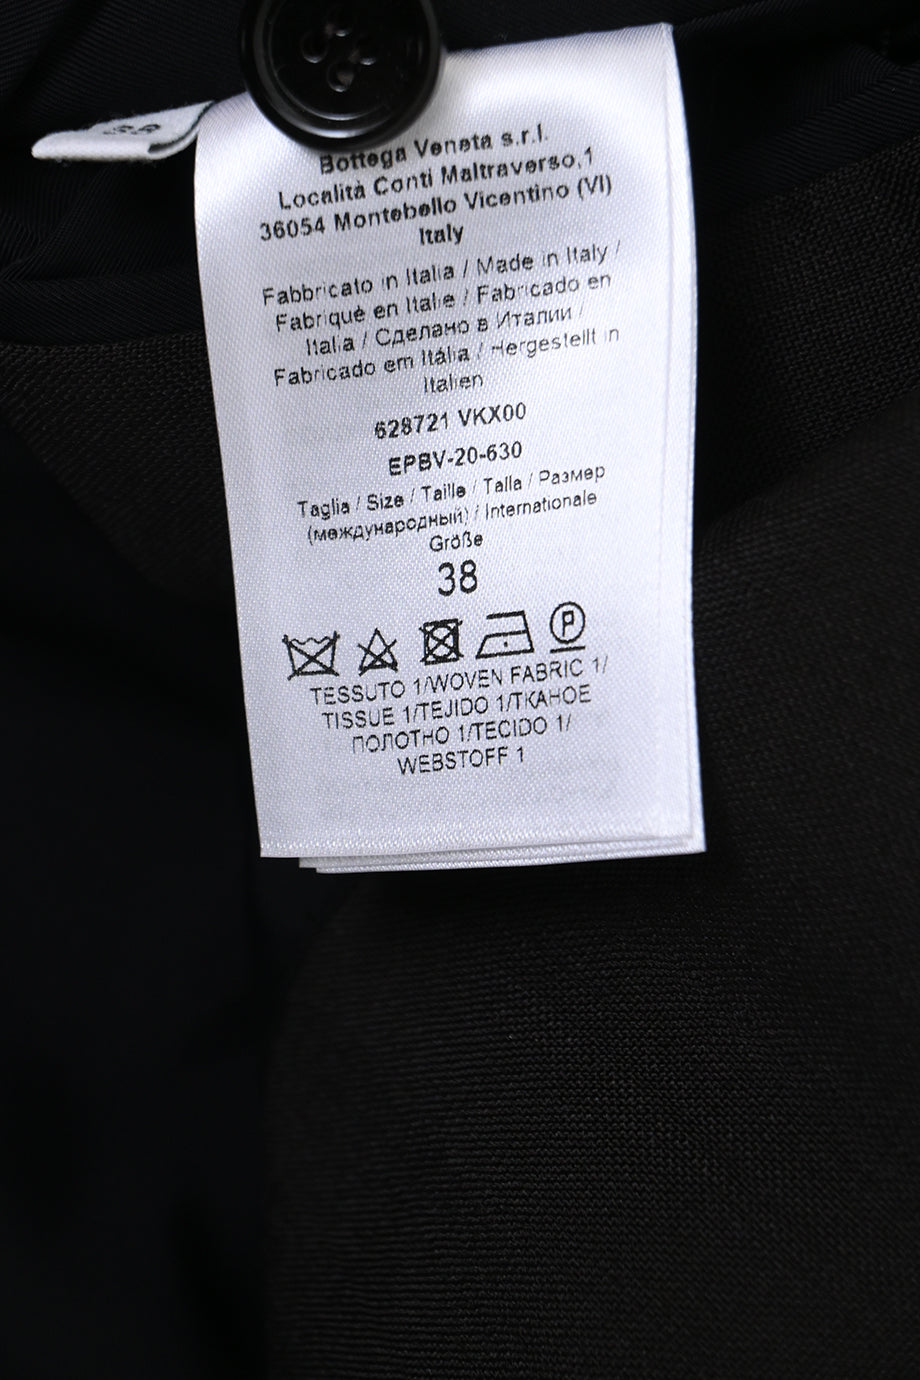 38
Bottega Veneta s.r.l.
Località Conti Maltraverso,1
36054 Montebello Vicentino (VI)
Italy
Fabbricato in Italia / Made in Italy /
Fabriqué en Italie / Fabricado en
Italia / Сделано в Италии /
Fabricado em Itália / Hergestellt in
Italien
628721 VKX00
EPBV-20-630
Taglia / Size / Taille / Talla / Размер
(международный) / Internationale
Größe
38
P
TESSUTO 1/WOVEN FABRIC 1/
TISSUE 1/TEJIDO 1/ТКАНОЕ
ПОЛОТНО 1/TECIDO 1/
WEBSTOFF 1